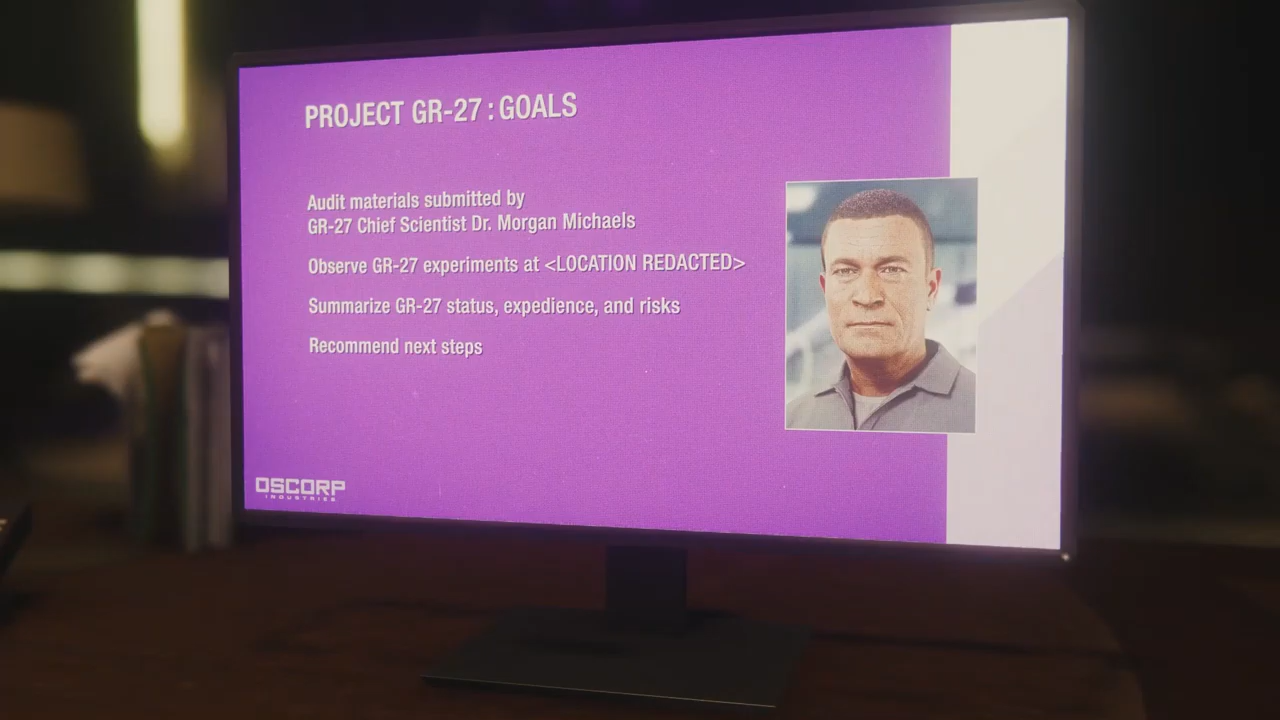 PROJECT GR-27 : GOALS
Audit materials submitted by
GR-27 Chief Scientist Dr. Morgan Michaels
Observe GR-27 experiments at <LOCATION REDACTED>
Summarize GR-27 status, expedience, and risks
Recommend next steps
OSCORP
INDUSTRIES